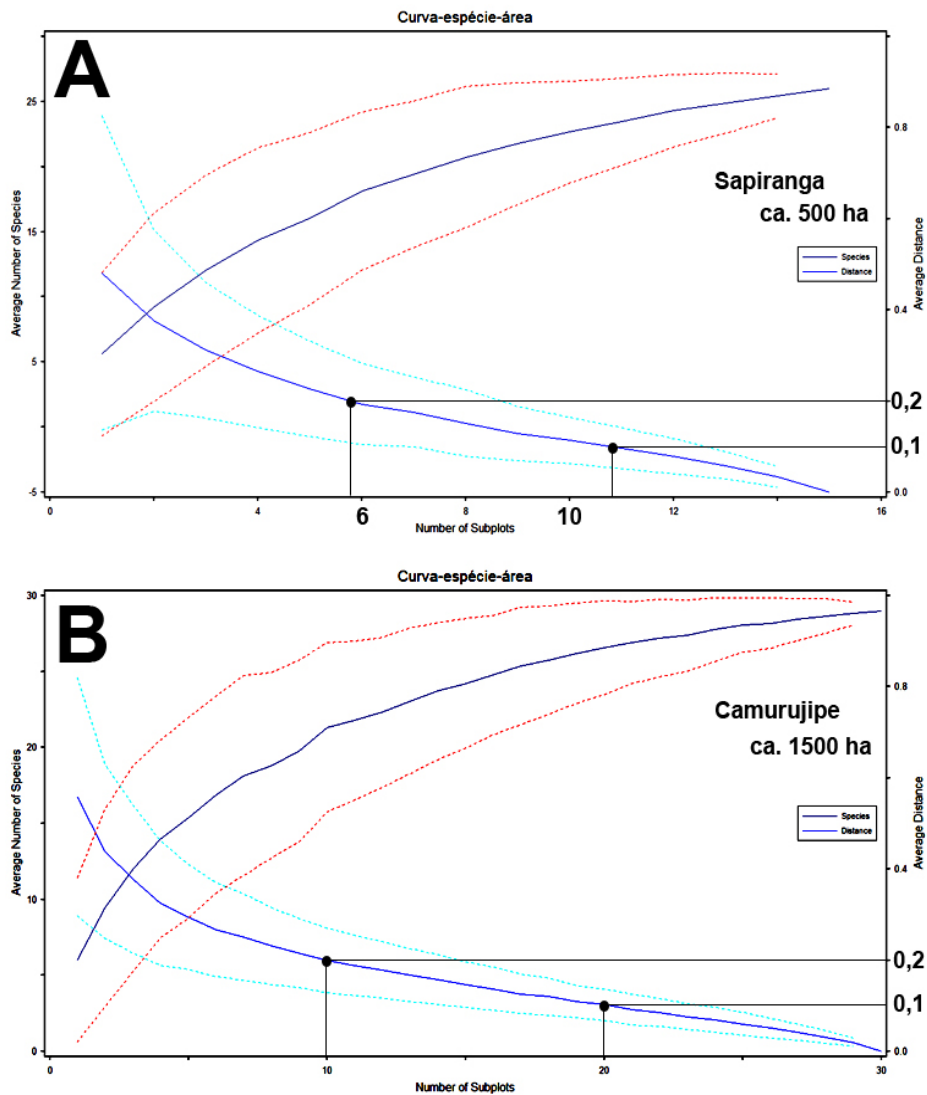 Curva-espécie-área
A
25
15
5
-5
Average Number of Species
0.8
0.4
0.0
Average Distance
Sapiranga
ca. 500 ha
Species
Distance
0,2
0,1
0
4
6
10
12
16
Number of Subplots
Curva-espécie-área
B
30
20
10
0
Average Number of Species
0.8
0.4
0.0
Average Distance
Camurujipe
ca. 1500 ha
Species
Distance
0,2
0,1
0
10
20
30
Number of Subplots